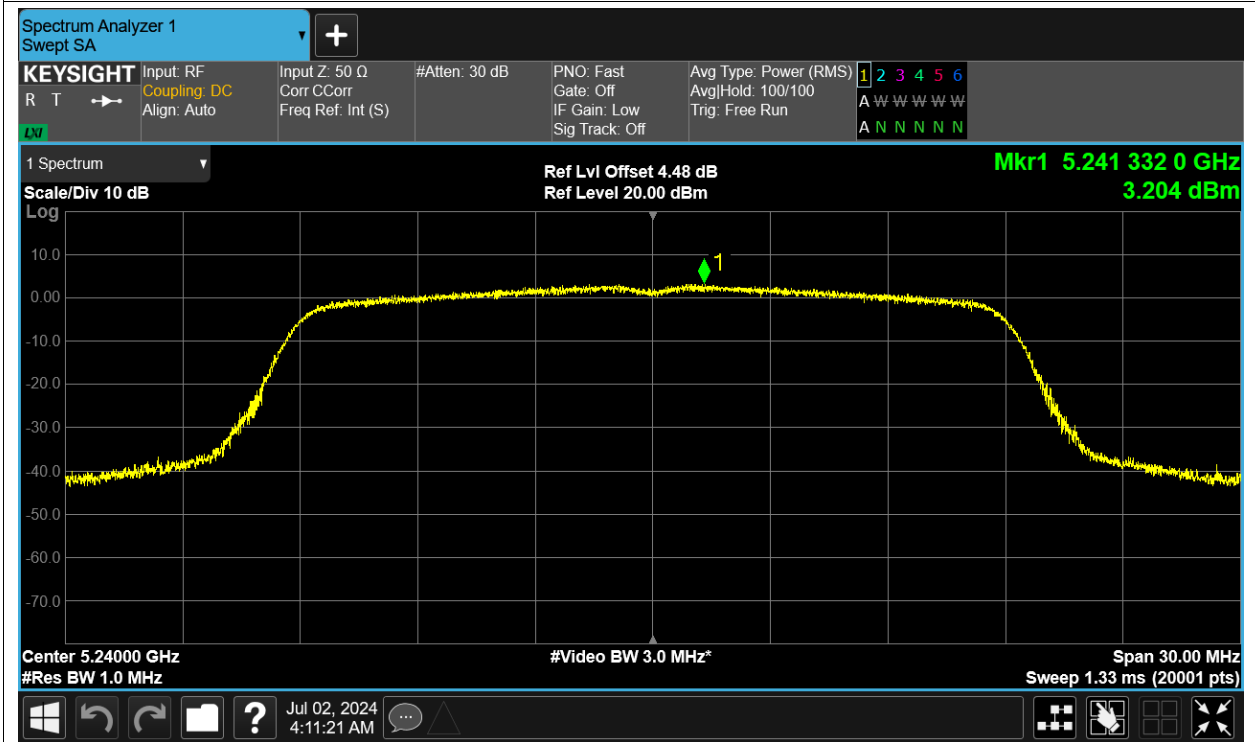 Spectrum Analyzer 1
Swept SA
KEYSIGHT
R T
LXI
Input: RF
Coupling: DC
Align: Auto
Input Z: 50 Ω
Corr CCorr
Freq Ref: Int (S)
#Atten: 30 dB
PNO: Fast
Gate: Off
IF Gain: Low
Sig Track: Off
Avg Type: Power (RMS)
Avg|Hold: 100/100
Trig: Free Run
1 2 3 4 5 6
A W W W W W
A N N N N N
1 Spectrum
Scale/Div 10 dB
Log
Ref Lvl Offset 4.48 dB
Ref Level 20.00 dBm
Mkr1 5.241 332 0 GHz
3.204 dBm
1
10.0
0.00
-10.0
-20.0
-30.0
-40.0
-50.0
-60.0
-70.0
Center 5.24000 GHz
#Res BW 1.0 MHz
#Video BW 3.0 MHz*
Span 30.00 MHz
Sweep 1.33 ms (20001 pts)
?
Jul 02, 2024
4:11:21 AM